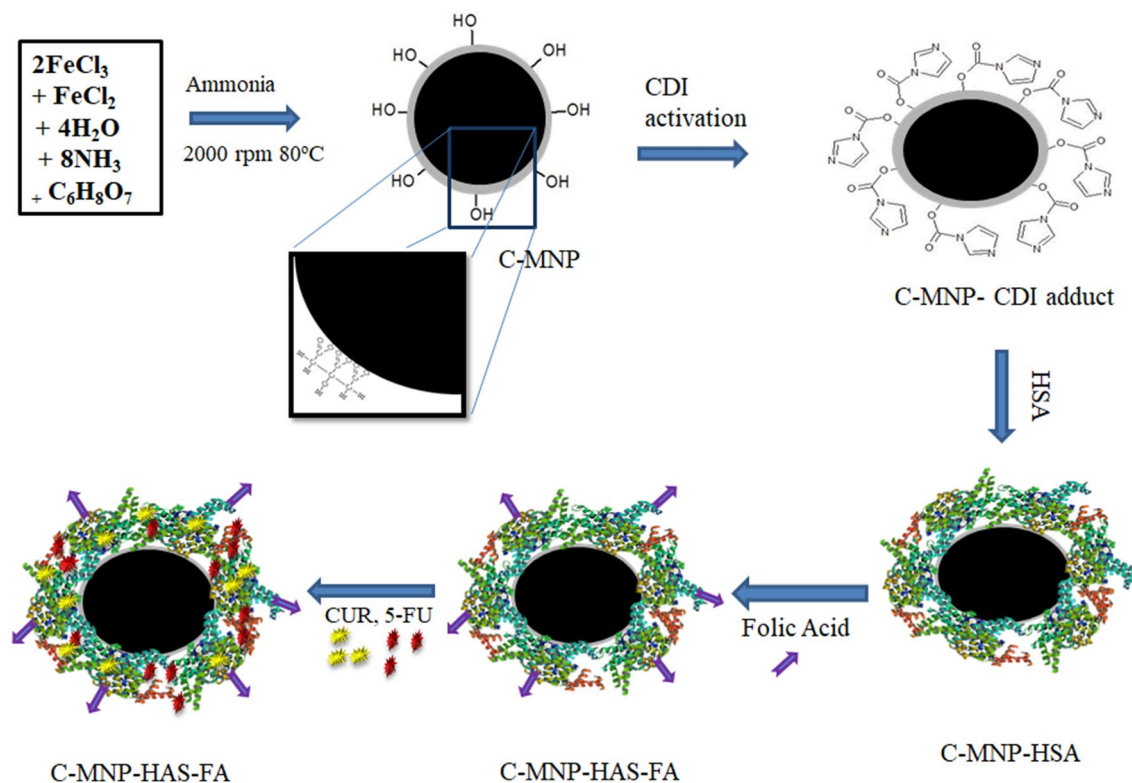 2FeCl₃
+ FeCl₂
+ 4H₂O
+ 8NH₃
+ C₆H₈O₇
Ammonia
2000 rpm 80°C
HO
HO
OH
HO
OH
HO
OH
HO
OH
OH
C-MNP
CDI
activation
O
O
N
N
O
O
N
N
O
O
N
N
O
O
N
N
O
O
N
N
O
O
N
N
O
O
N
N
O
O
N
N
O
O
N
N
C-MNP- CDI adduct
HSA
C-MNP-HSA
Folic Acid
C-MNP-HAS-FA
CUR, 5-FU
C-MNP-HAS-FA